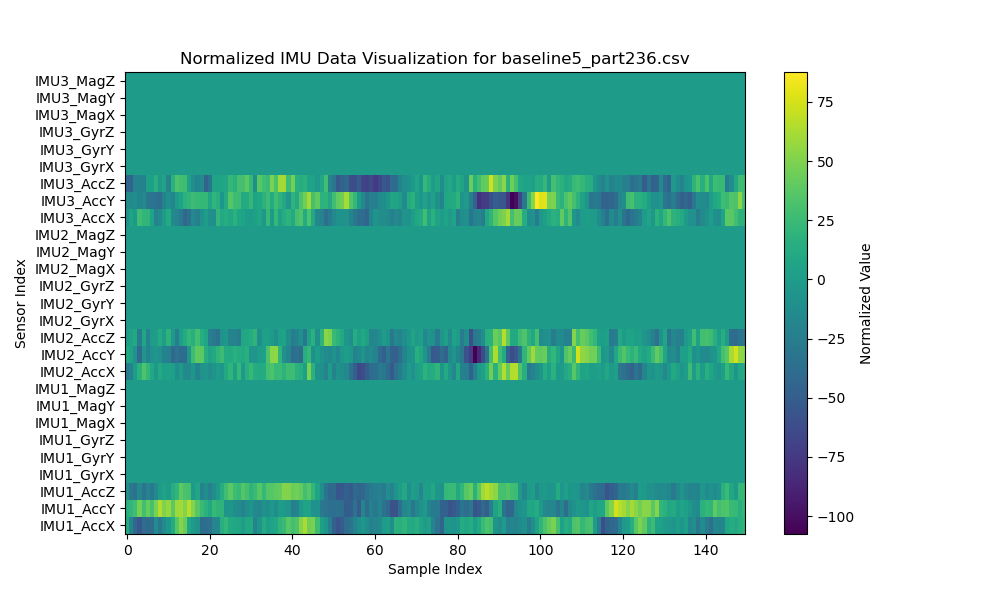 Normalized IMU Data Visualization for baseline5_part236.csv
IMU3_MagZ
IMU3_MagY
IMU3_MagX
IMU3_GyrZ
IMU3_GyrY
IMU3_GyrX
IMU3_AccZ
IMU3_AccY
IMU3_AccX
IMU2_MagZ
IMU2_MagY
IMU2_MagX
IMU2_GyrZ
IMU2_GyrY
IMU2_GyrX
IMU2_AccZ
IMU2_AccY
IMU2_AccX
IMU1_MagZ
IMU1_MagY
IMU1_MagX
IMU1_GyrZ
IMU1_GyrY
IMU1_GyrX
IMU1_AccZ
IMU1_AccY
IMU1_AccX
Sensor Index
0 20 40 60 80 100 120 140
Sample Index
75
50
25
0
−25
−50
−75
−100
Normalized Value